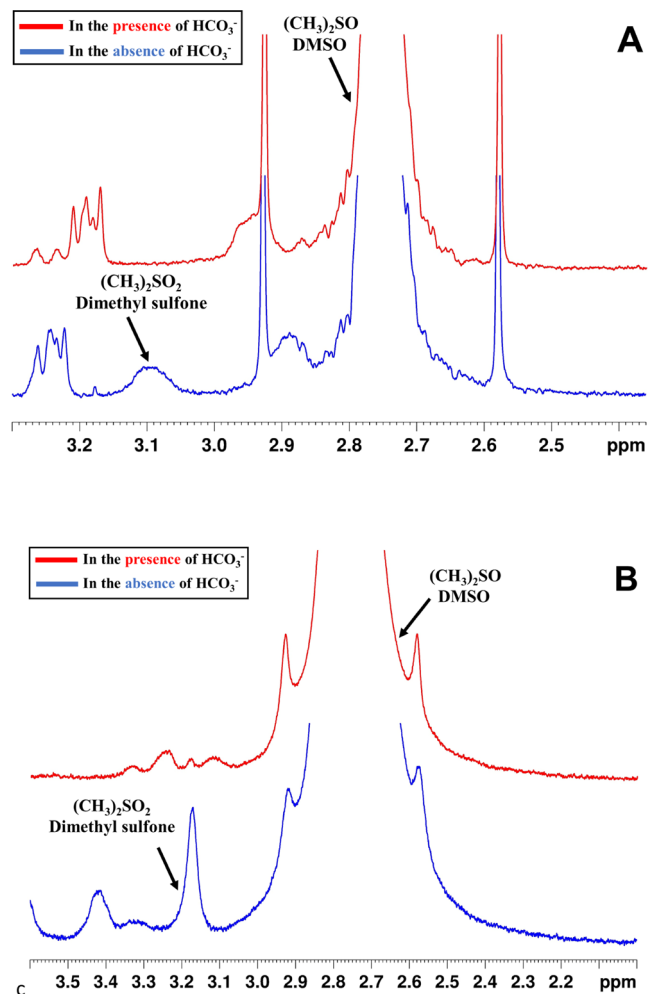 In the presence of HCO3-
In the absence of HCO3-
(CH3)2SO
DMSO
A
(CH3)2SO2
Dimethyl sulfone
3.2 3.1 3.0 2.9 2.8 2.7 2.6 2.5 ppm
In the presence of HCO3-
In the absence of HCO3-
B
(CH3)2SO
DMSO
(CH3)2SO2
Dimethyl sulfone
3.5 3.4 3.3 3.2 3.1 3.0 2.9 2.8 2.7 2.6 2.5 2.4 2.3 2.2 ppm
C